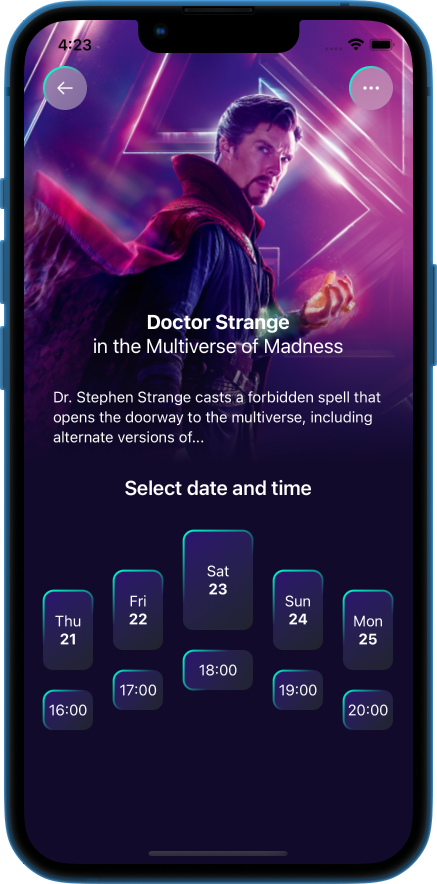 4:23
Doctor Strange
in the Multiverse of Madness
Dr. Stephen Strange casts a forbidden spell that
opens the doorway to the multiverse, including
alternate versions of...
Select date and time
Thu
21
Fri
22
Sat
23
Sun
24
Mon
25
16:00
17:00
18:00
19:00
20:00